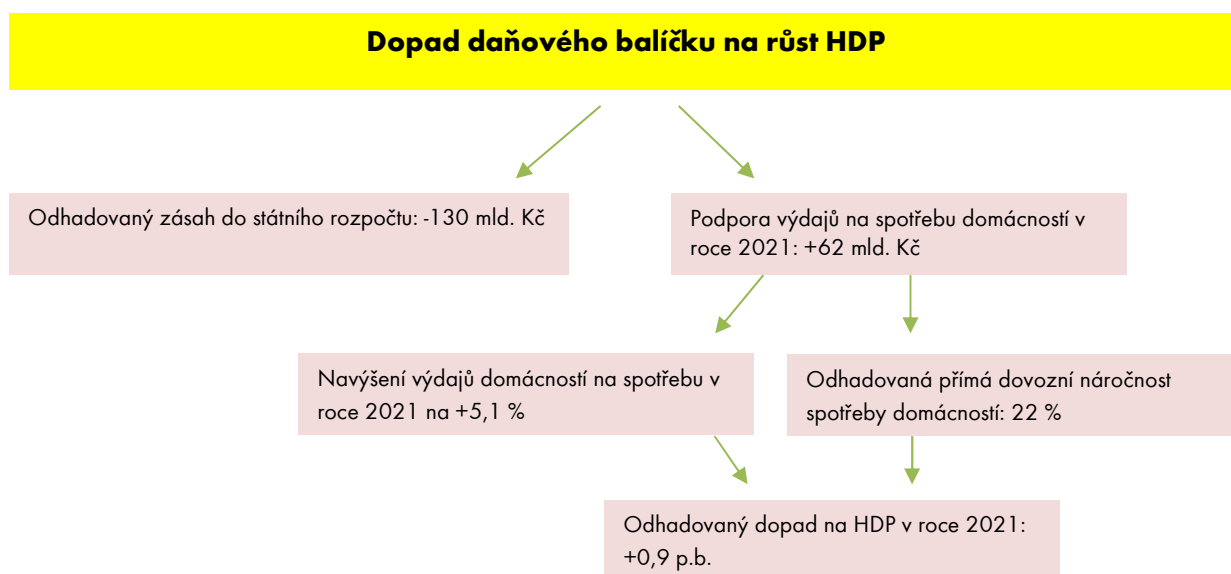 Dopad daňového balíčku na růst HDP
Odhadovaný zásah do státního rozpočtu: -130 mld. Kč
Podpora výdajů na spotřebu domácností v
roce 2021: +62 mld. Kč
Navýšení výdajů domácností na spotřebu v
roce 2021 na +5,1 %
Odhadovaná přímá dovozní náročnost
spotřeby domácností: 22 %
Odhadovaný dopad na HDP v roce 2021:
+0,9 p.b.